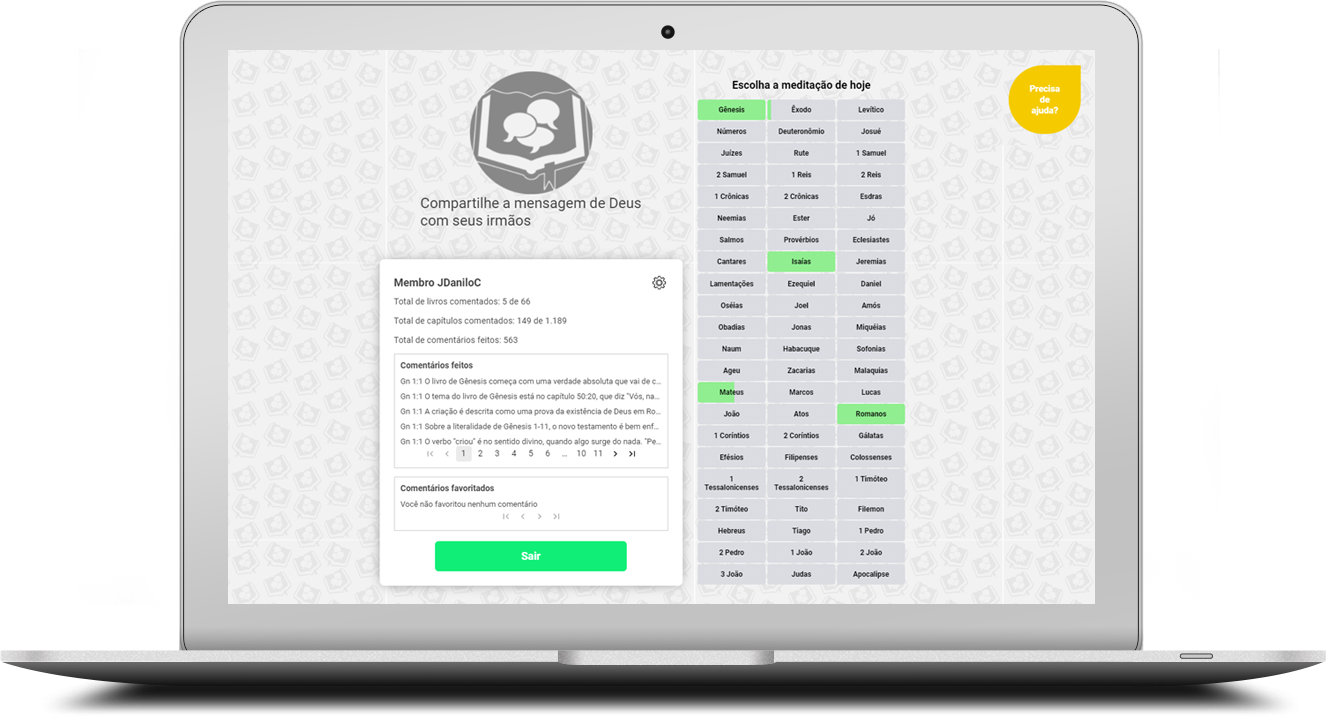 Compartilhe a mensagem de Deus
com seus irmãos
Membro JDaniloC
Total de livros comentados: 5 de 66
Total de capítulos comentados: 149 de 1.189
Total de comentários feitos: 563
Comentários feitos
Gn 1:1 O livro de Gênesis começa com uma verdade absoluta que vai de c...
Gn 1:1 O tema do livro de Gênesis está no capítulo 50:20, que diz "Vós, na...
Gn 1:1 A criação é descrita como uma prova da existência de Deus em Ro...
Gn 1:1 Sobre a literalidade de Gênesis 1-11, o novo testamento é bem enf...
Gn 1:1 O verbo "criou" é no sentido divino, quando algo surge do nada. "Pe...
1 2 3 4 5 6 ... 10 11
Comentários favoritados
Você não favoritou nenhum comentário
Sair
Escolha a meditação de hoje
Gênesis Êxodo Levítico
Números Deuteronômio Josué
Juízes Rute 1 Samuel
2 Samuel 1 Reis 2 Reis
1 Crônicas 2 Crônicas Esdras
Neemias Ester Jó
Salmos Provérbios Eclesiastes
Cantares Isaías Jeremias
Lamentações Ezequiel Daniel
Oséias Joel Amós
Obadias Jonas Miquéias
Naum Habacuque Sofonias
Ageu Zacarias Malaquias
Mateus Marcos Lucas
João Atos Romanos
1 Coríntios 2 Coríntios Gálatas
Efésios Filipenses Colossenses
1 Tessalonicenses 2 Tessalonicenses 1 Timóteo
2 Timóteo Tito Filemon
Hebreus Tiago 1 Pedro
2 Pedro 1 João 2 João
3 João Judas Apocalipse
Precisa
de
ajuda?